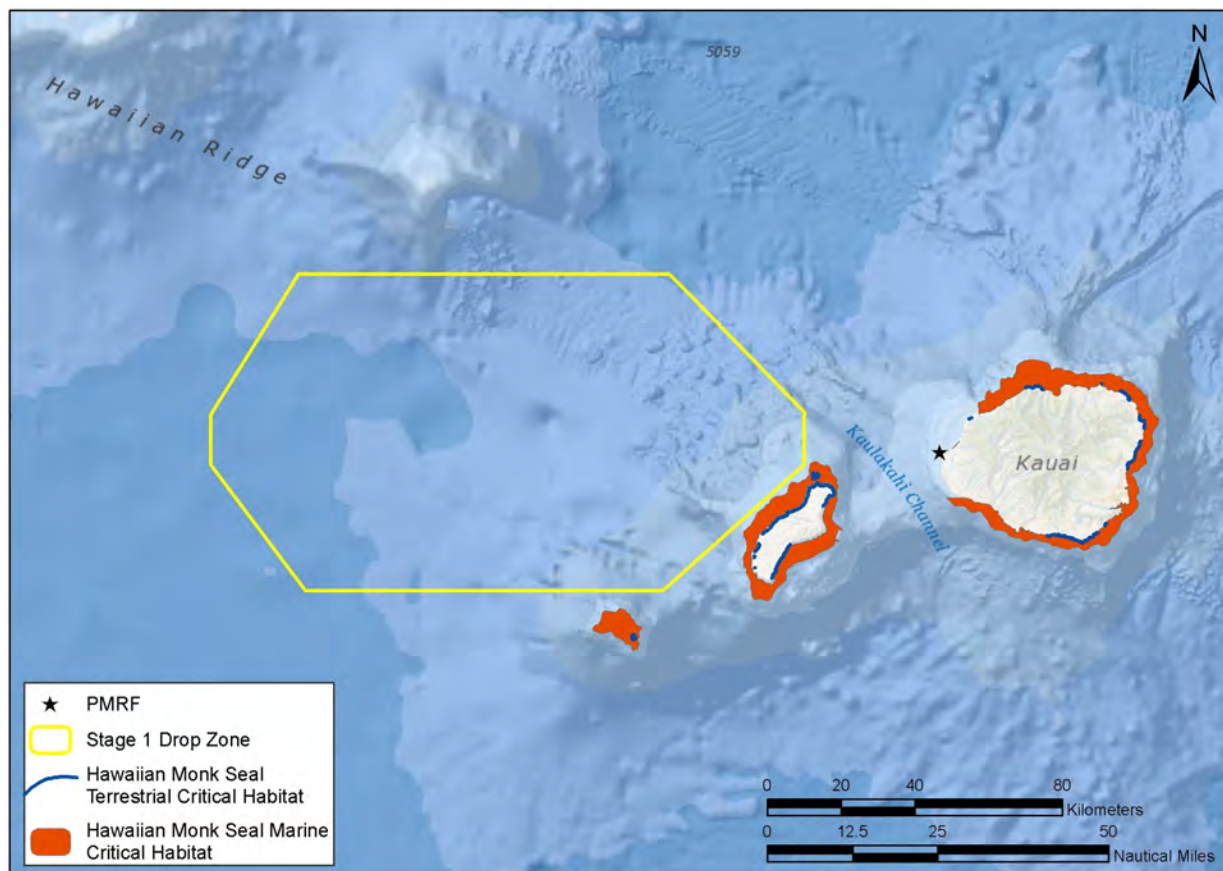 N
5059
Hawaiian Ridge
Kaulakahi Channel
Kauai
PMRF
Stage 1 Drop Zone
Hawaiian Monk Seal
Terrestrial Critical Habitat
Hawaiian Monk Seal Marine
Critical Habitat
0 20 40 80
Kilometers
0 12.5 25 50
Nautical Miles